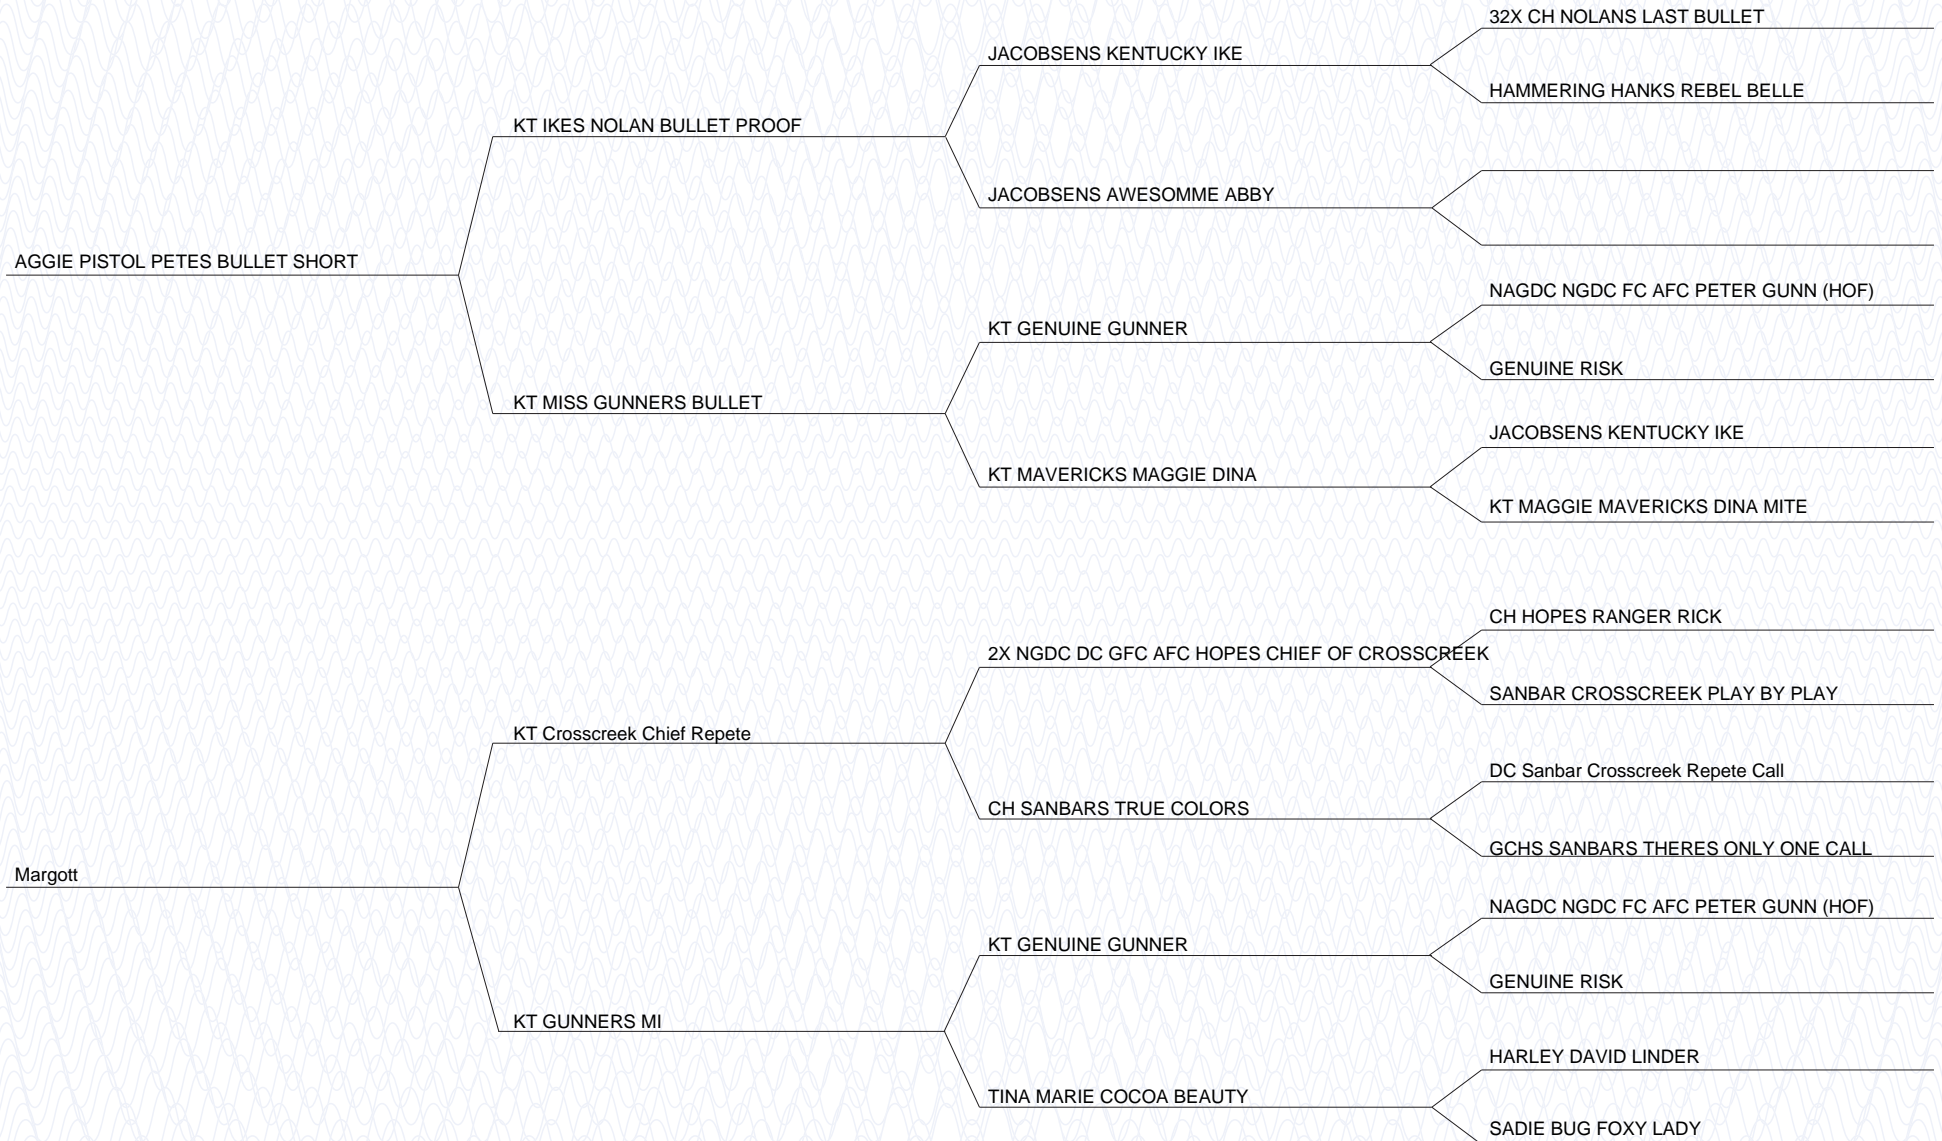 32X CH NOLANS LAST BULLET
JACOBSENS KENTUCKY IKE
HAMMERING HANKS REBEL BELLE
KT IKES NOLAN BULLET PROOF
JACOBSENS AWESOMME ABBY
AGGIE PISTOL PETES BULLET SHORT
NAGDC NGDC FC AFC PETER GUNN (HOF)
KT GENUINE GUNNER
GENUINE RISK
KT MISS GUNNERS BULLET
JACOBSENS KENTUCKY IKE
KT MAVERICKS MAGGIE DINA
KT MAGGIE MAVERICKS DINA MITE
CH HOPES RANGER RICK
2X NGDC DC GFC AFC HOPES CHIEF OF CROSSCREEK
SANBAR CROSSCREEK PLAY BY PLAY
KT Crosscreek Chief Repete
DC Sanbar Crosscreek Repete Call
CH SANBARS TRUE COLORS
GCHS SANBARS THERES ONLY ONE CALL
Margott
NAGDC NGDC FC AFC PETER GUNN (HOF)
KT GENUINE GUNNER
GENUINE RISK
KT GUNNERS MI
HARLEY DAVID LINDER
TINA MARIE COCOA BEAUTY
SADIE BUG FOXY LADY